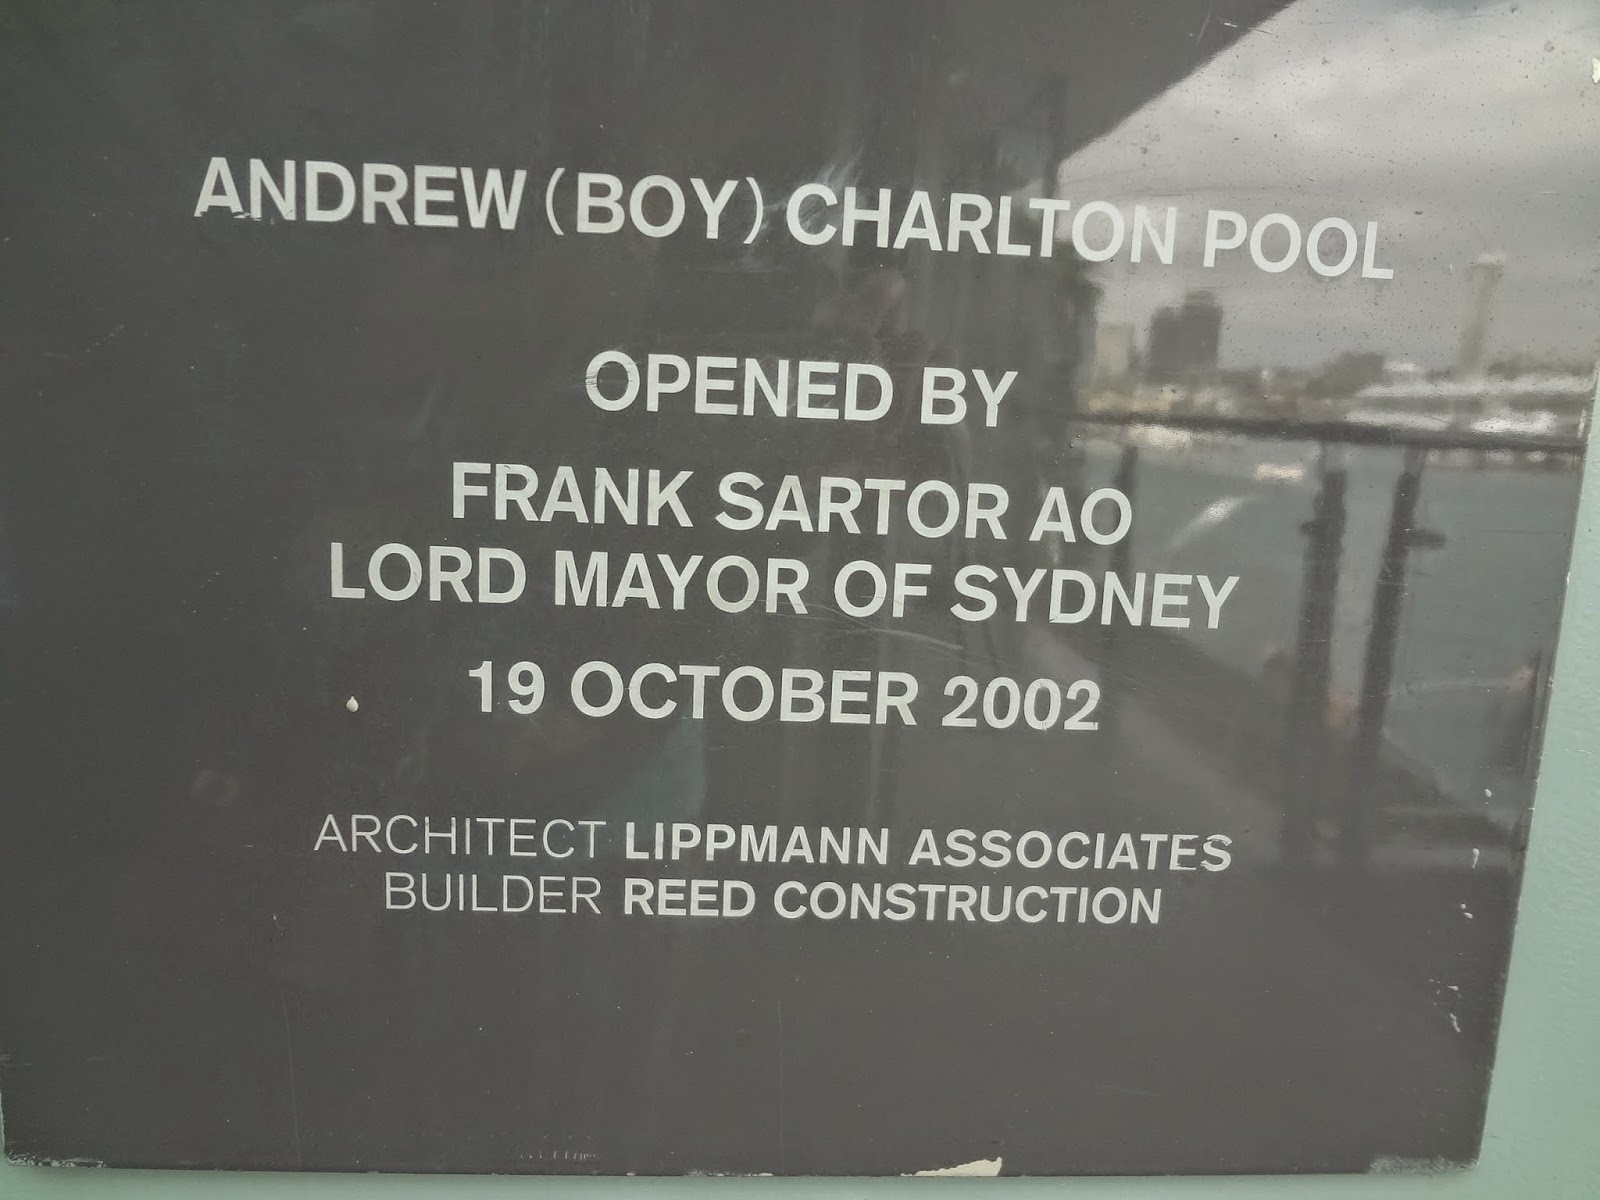 ANDREW (BOY) CHARLTON POOL
OPENED BY
FRANK SARTOR AO
LORD MAYOR OF SYDNEY
19 OCTOBER 2002
ARCHITECT LIPPMANN ASSOCIATES
BUILDER REED CONSTRUCTION